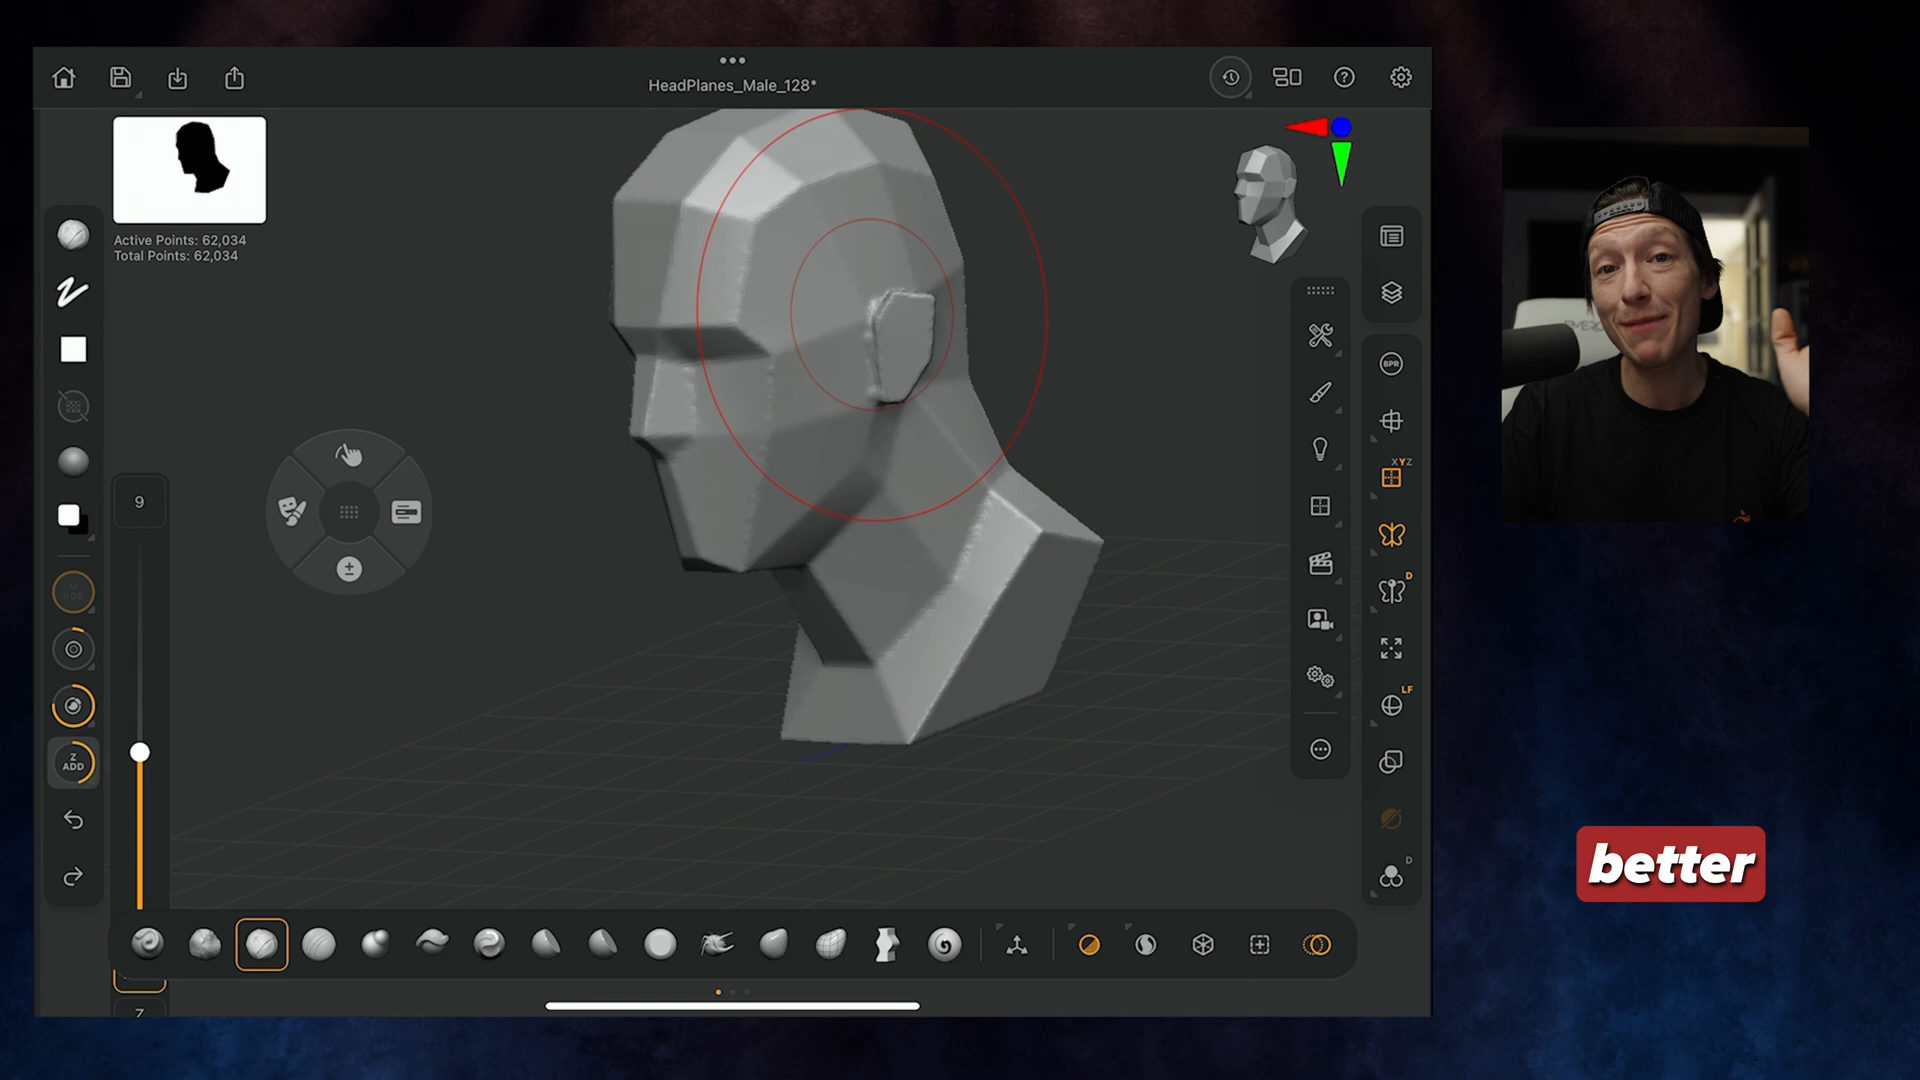 HeadPlanes_Male_128*
Active Points: 62,034
Total Points: 62,034
BPR
XYZ
9
D
LF
Z
ADD
D
better